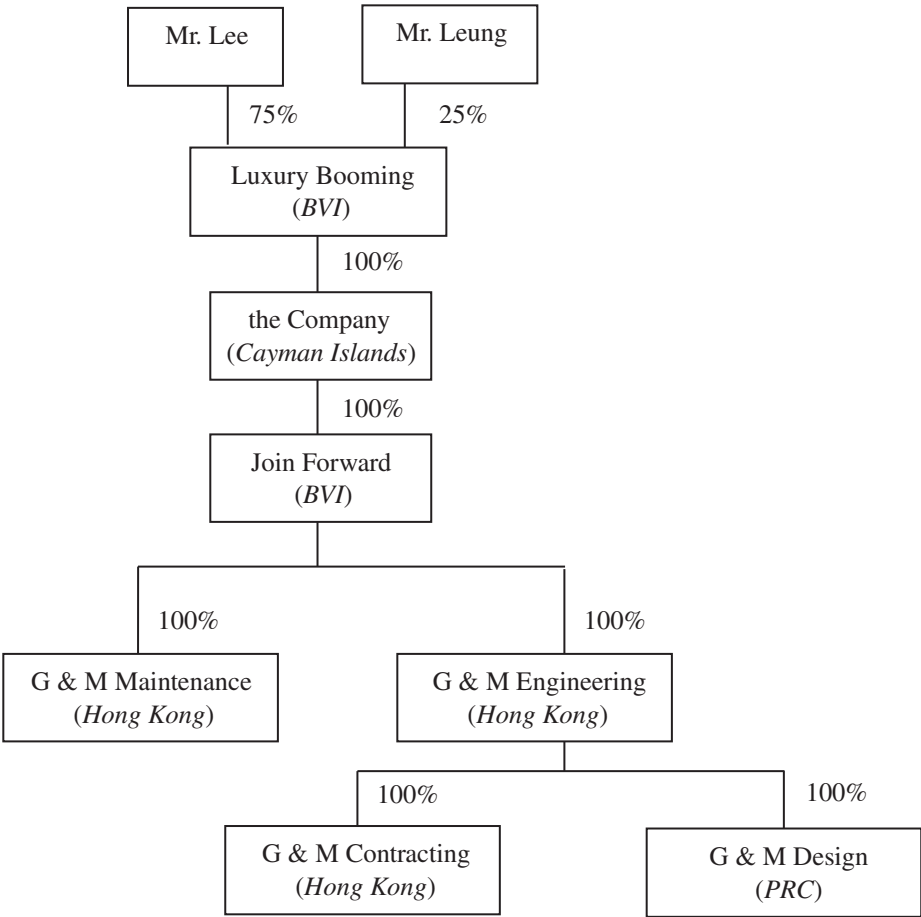 Mr. Lee
Mr. Leung
75%
25%
Luxury Booming
(BVI)
100%
the Company
(Cayman Islands)
100%
Join Forward
(BVI)
100%
100%
G & M Maintenance
(Hong Kong)
G & M Engineering
(Hong Kong)
100%
100%
G & M Contracting
(Hong Kong)
G & M Design
(PRC)